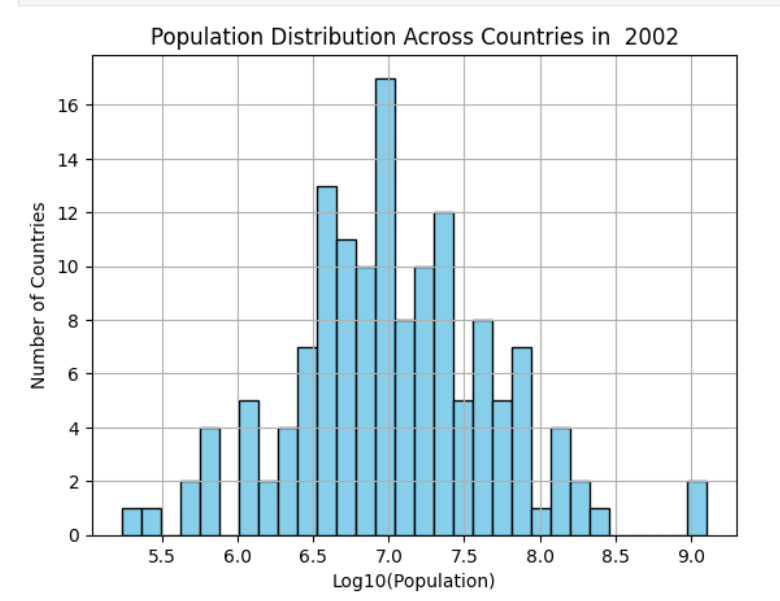 Population Distribution Across Countries in  2002
16
14
12
10
8
6
4
2
0
Number of Countries
5.5 6.0 6.5 7.0 7.5 8.0 8.5 9.0
Log10(Population)